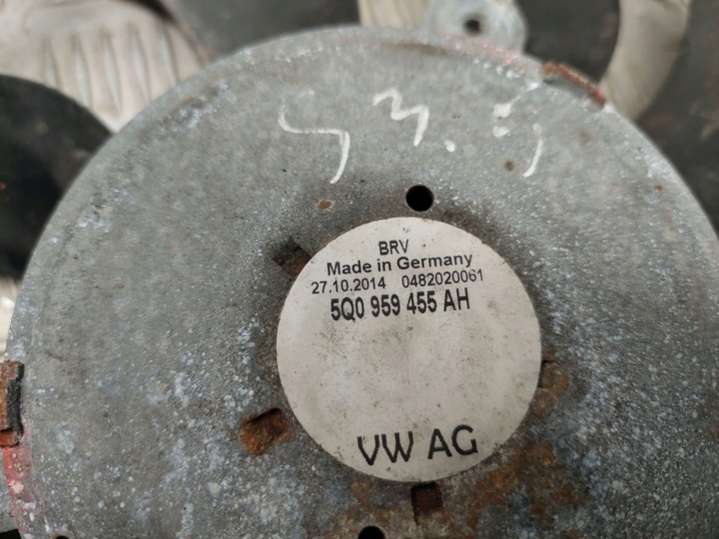 BRV
Made in Germany
27.10.2014 0482020061
5Q0 959 455 AH
VW AG